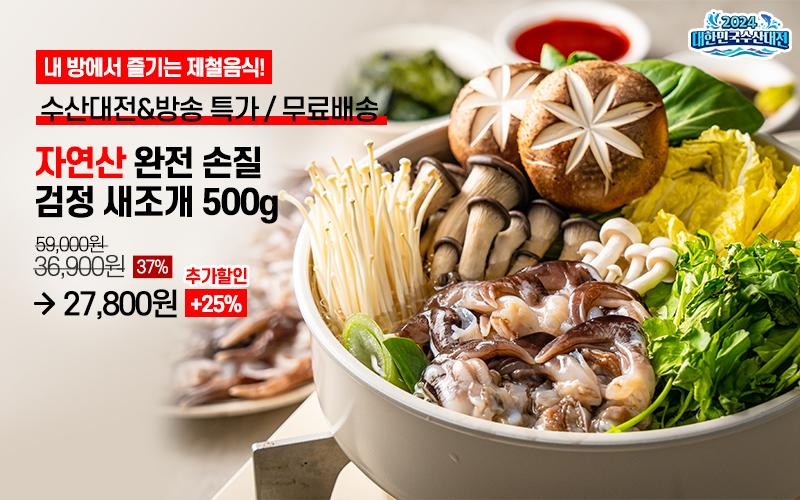 2024
대한민국수산대전
내 방에서 즐기는 제철음식!
수산대전&방송 특가 / 무료배송
자연산 완전 손질
검정 새조개 500g
59,000원
36,900원 37%
추가할인
→ 27,800원 +25%